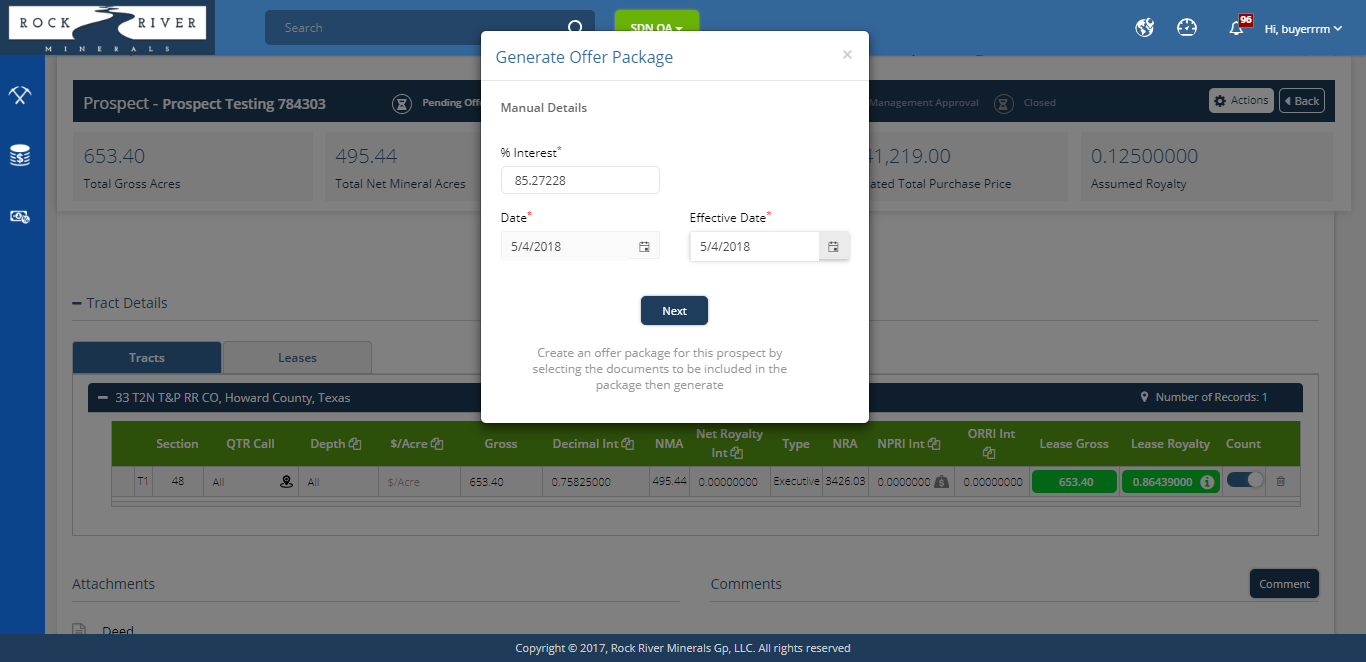 ROCK RIVER
MINERALS
Search
SDN QA
96
Hi, buyerrrm
Generate Offer Package
×
Prospect - Prospect Testing 784303
Pending Off
Management Approval
Closed
Actions
Back
Manual Details
653.40
Total Gross Acres
495.44
Total Net Mineral Acres
41,219.00
ated Total Purchase Price
0.12500000
Assumed Royalty
% Interest*
85.27228
Date*
5/4/2018
Effective Date*
5/4/2018
Next
Create an offer package for this prospect by
selecting the documents to be included in the
package then generate
Tract Details
Tracts
Leases
33 T2N T&P RR CO, Howard County, Texas
Number of Records: 1
Section QTR Call Depth $/Acre Gross Decimal Int NMA Net Royalty Int Type NRA NPRI Int ORRI Int Lease Gross Lease Royalty Count
T1 48 All All $/Acre 653.40 0.75825000 495.44 0.00000000 Executive 3426.03 0.0000000 0.00000000 653.40 0.86439000
Attachments
Comments
Comment
Deed
Copyright © 2017, Rock River Minerals Gp, LLC. All rights reserved